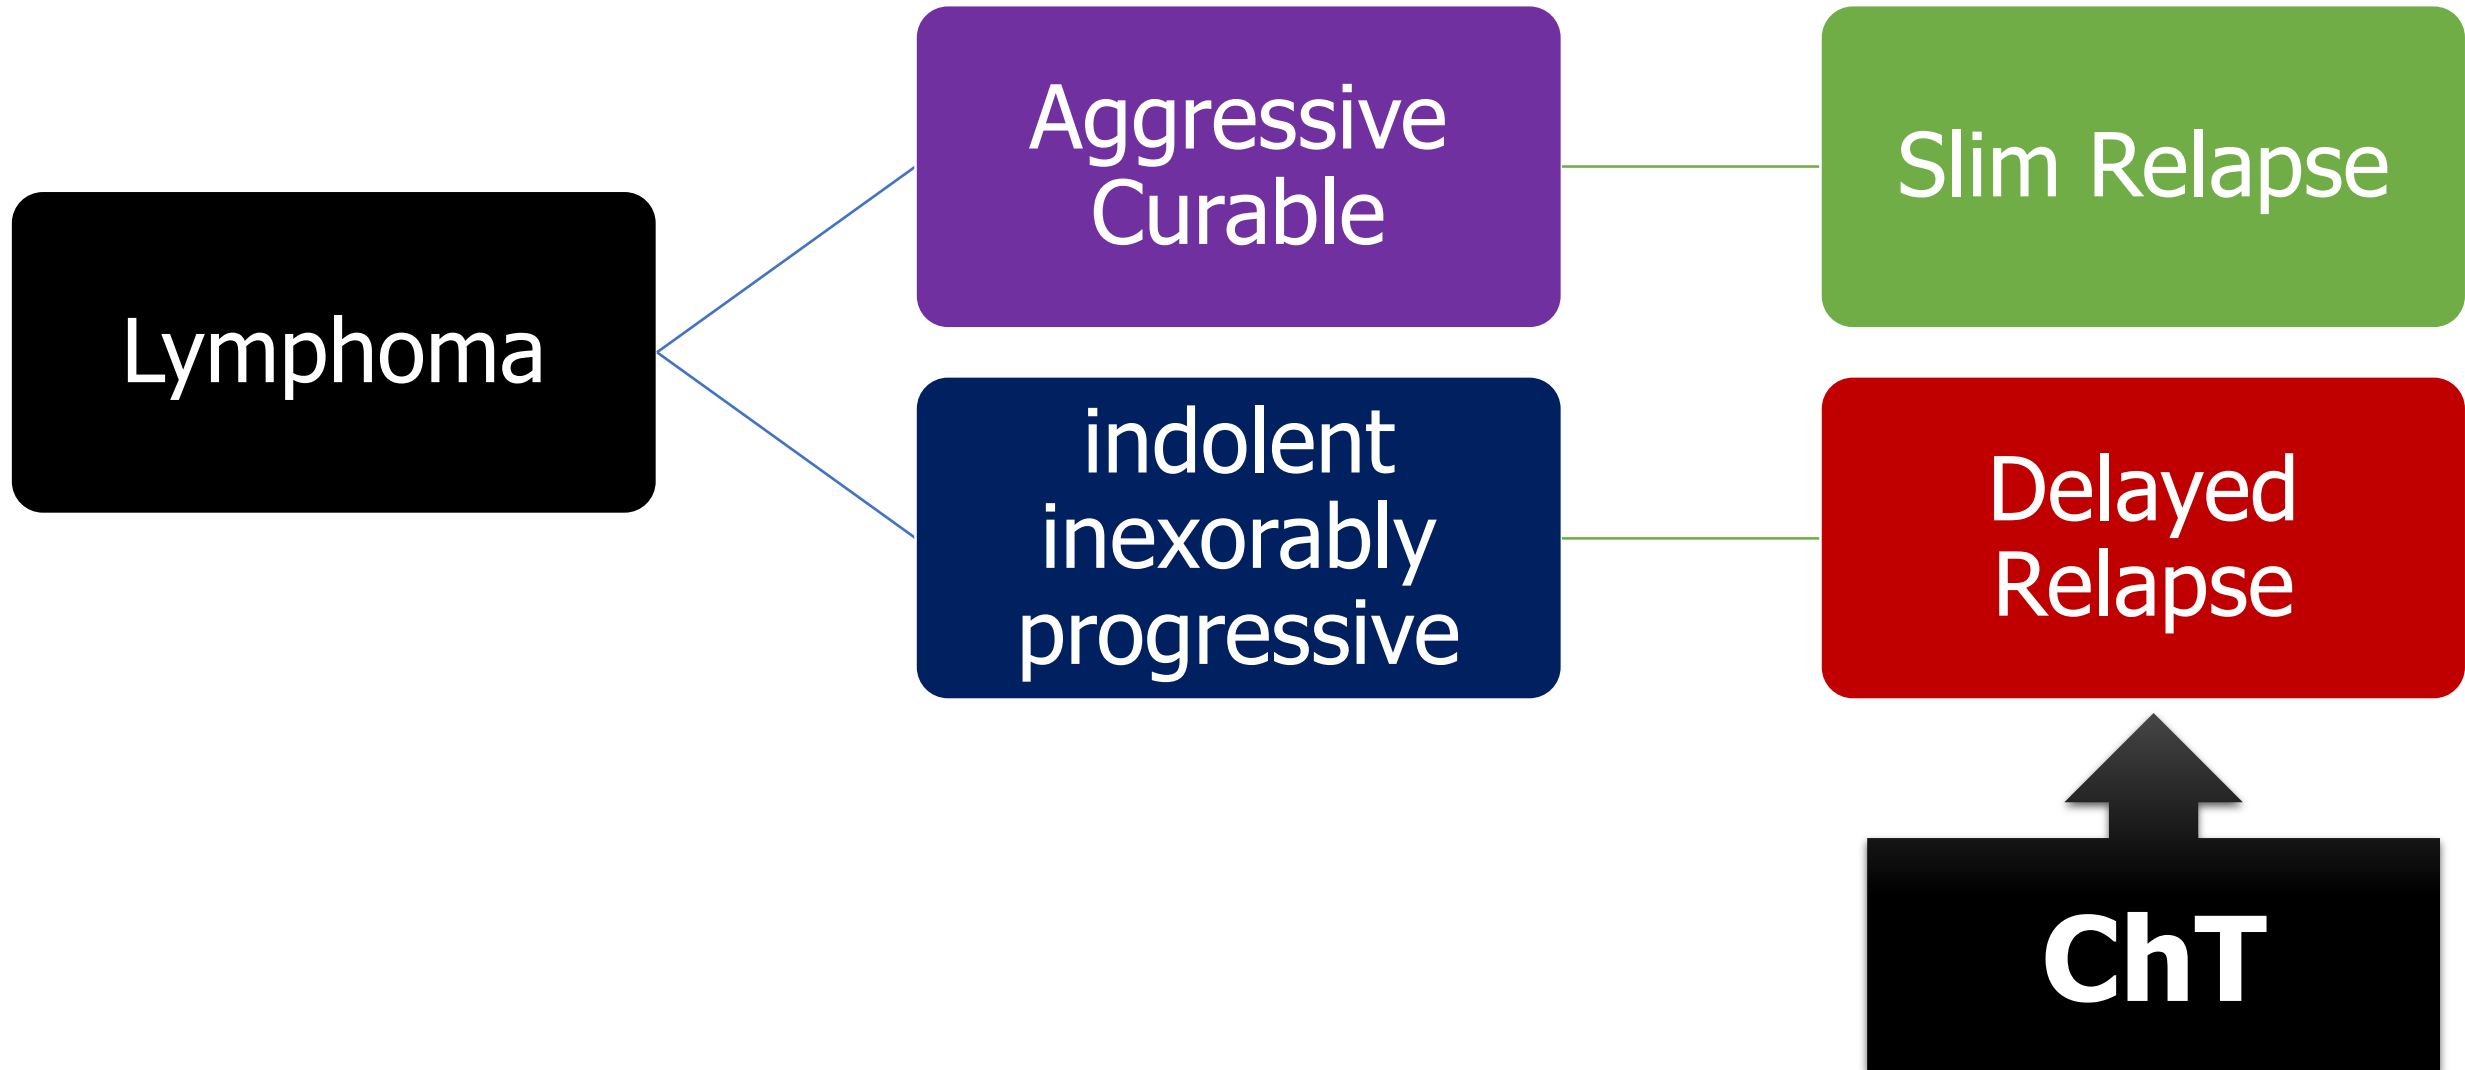 Lymphoma
Aggressive
Curable
Slim Relapse
indolent
inexorably
progressive
Delayed
Relapse
ChT